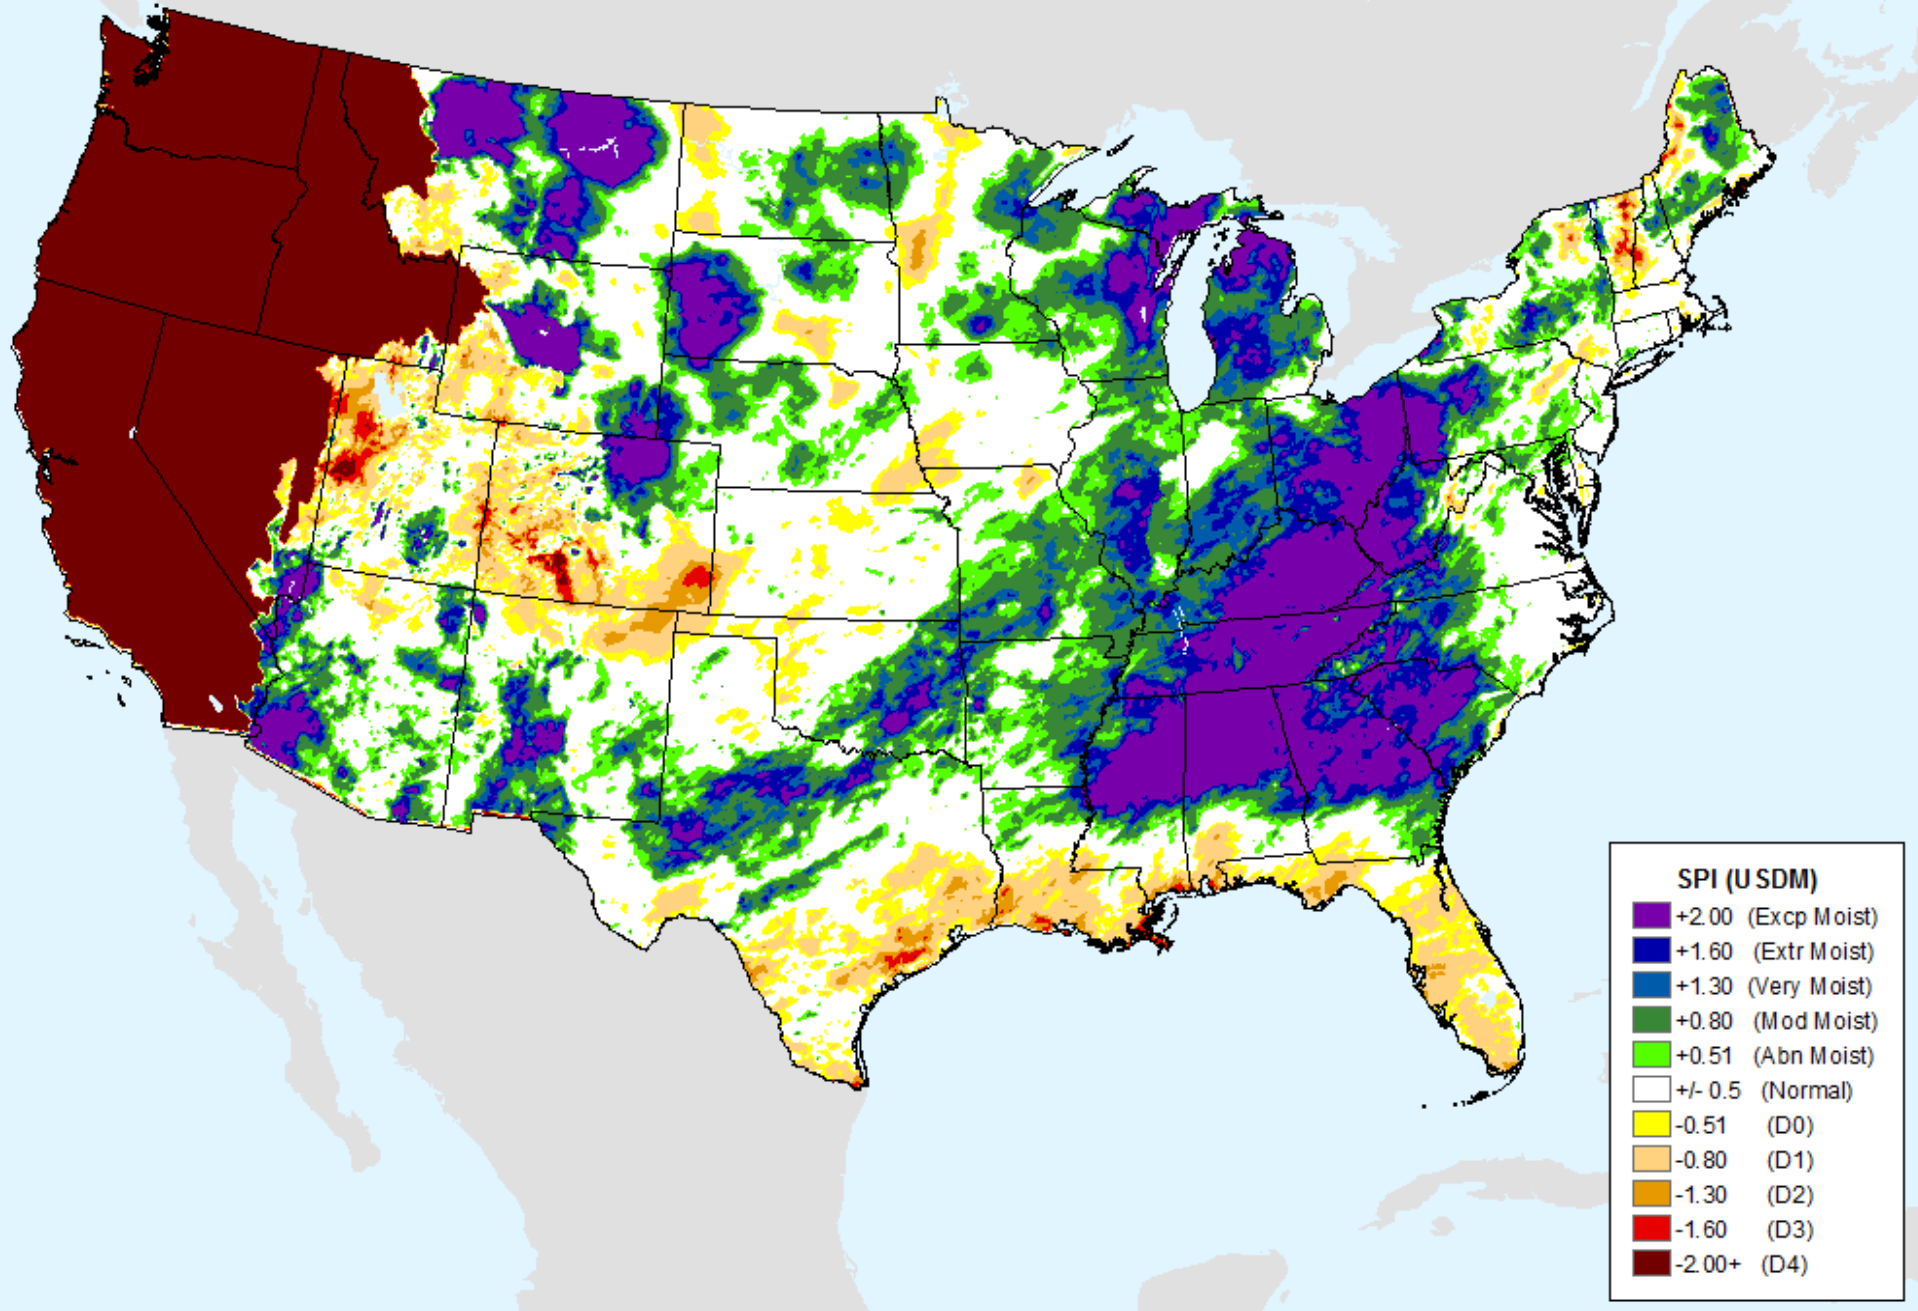 SPI (USDM)
+2.00 (Excp Moist)
+1.60 (Extr Moist)
+1.30 (Very Moist)
+0.80 (Mod Moist)
+0.51 (Abn Moist)
+/- 0.5 (Normal)
-0.51 (D0)
-0.80 (D1)
-1.30 (D2)
-1.60 (D3)
-2.00+ (D4)